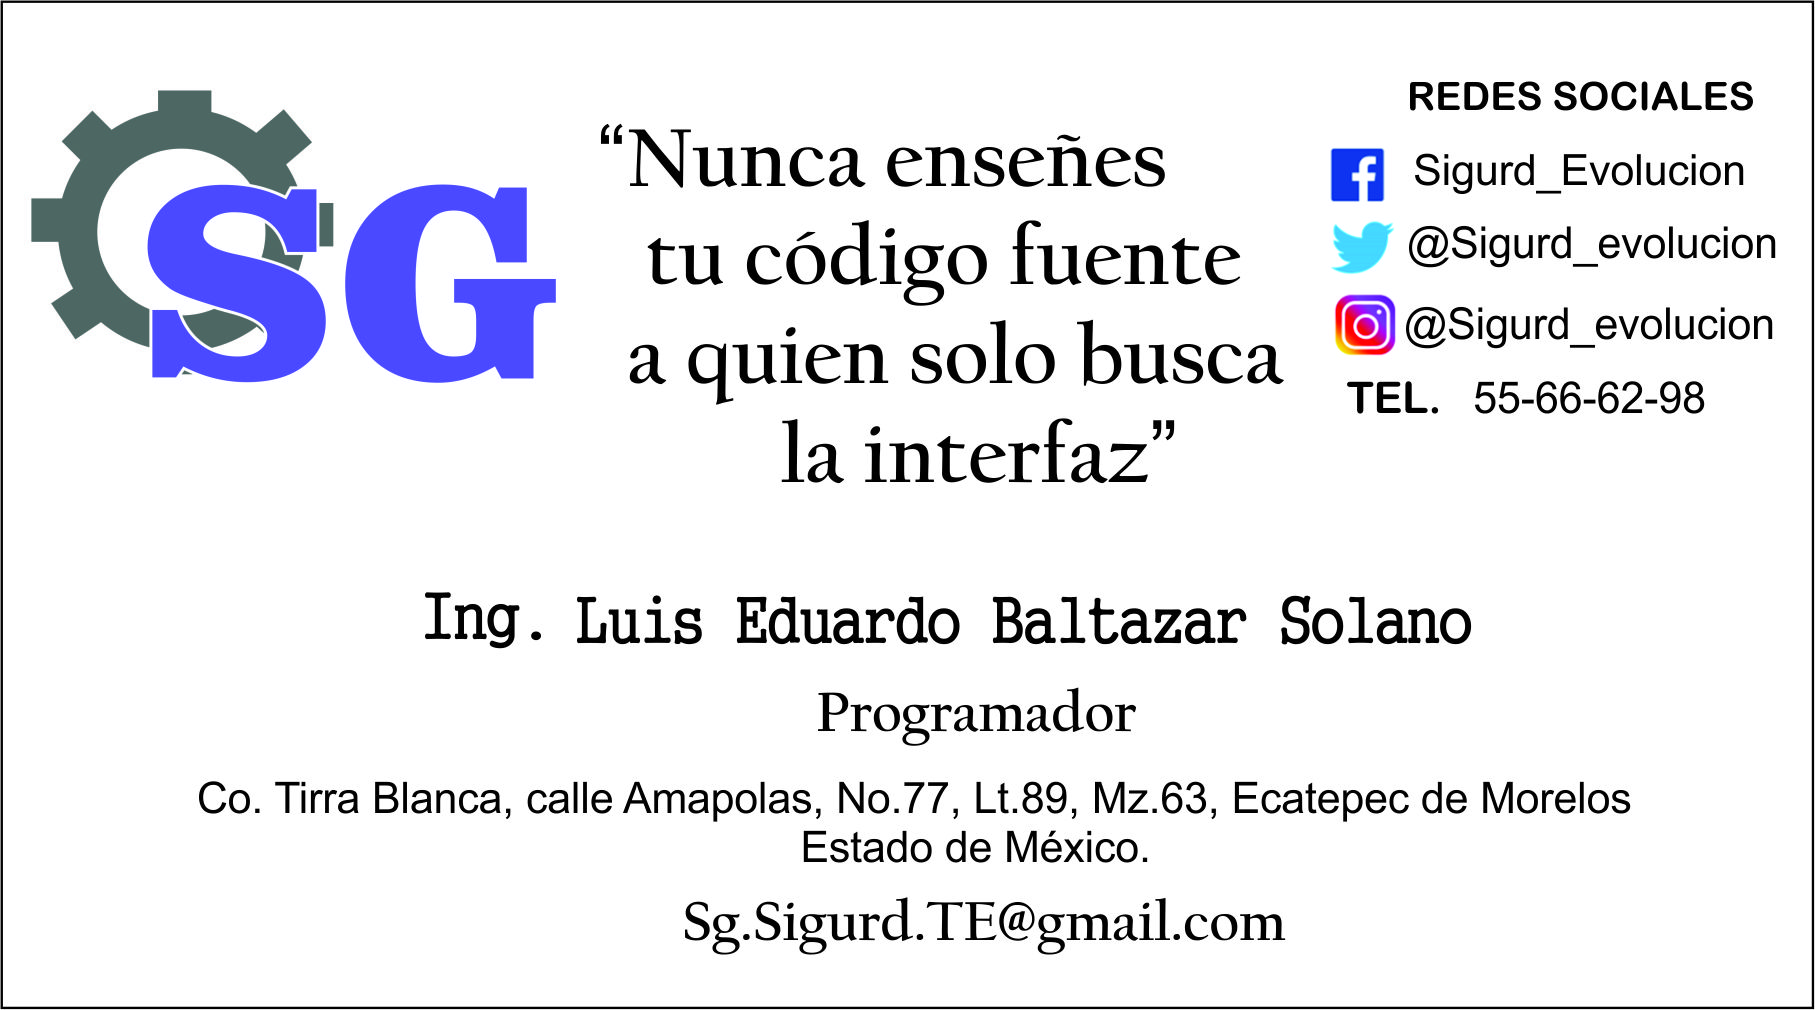 SG
“Nunca enseñes
tu código fuente
a quien solo busca
la interfaz”
REDES SOCIALES
Sigurd_Evolucion
@Sigurd_evolucion
@Sigurd_evolucion
TEL. 55-66-62-98
Ing. Luis Eduardo Baltazar Solano
Programador
Co. Tirra Blanca, calle Amapolas, No.77, Lt.89, Mz.63, Ecatepec de Morelos
Estado de México.
Sg.Sigurd.TE@gmail.com